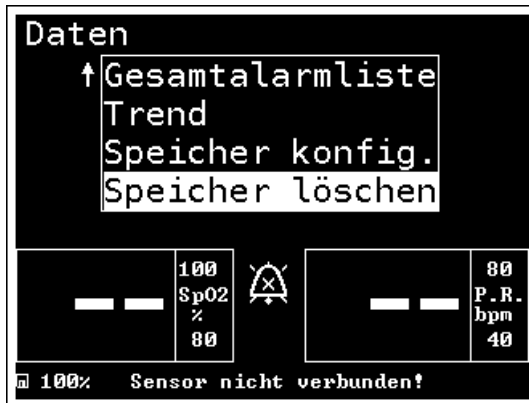 Daten
Gesamtalarmliste
Trend
Speicher konfig.
Speicher löschen
100
SpO2
%
80
80
P.R.
bpm
40
100% Sensor nicht verbunden!